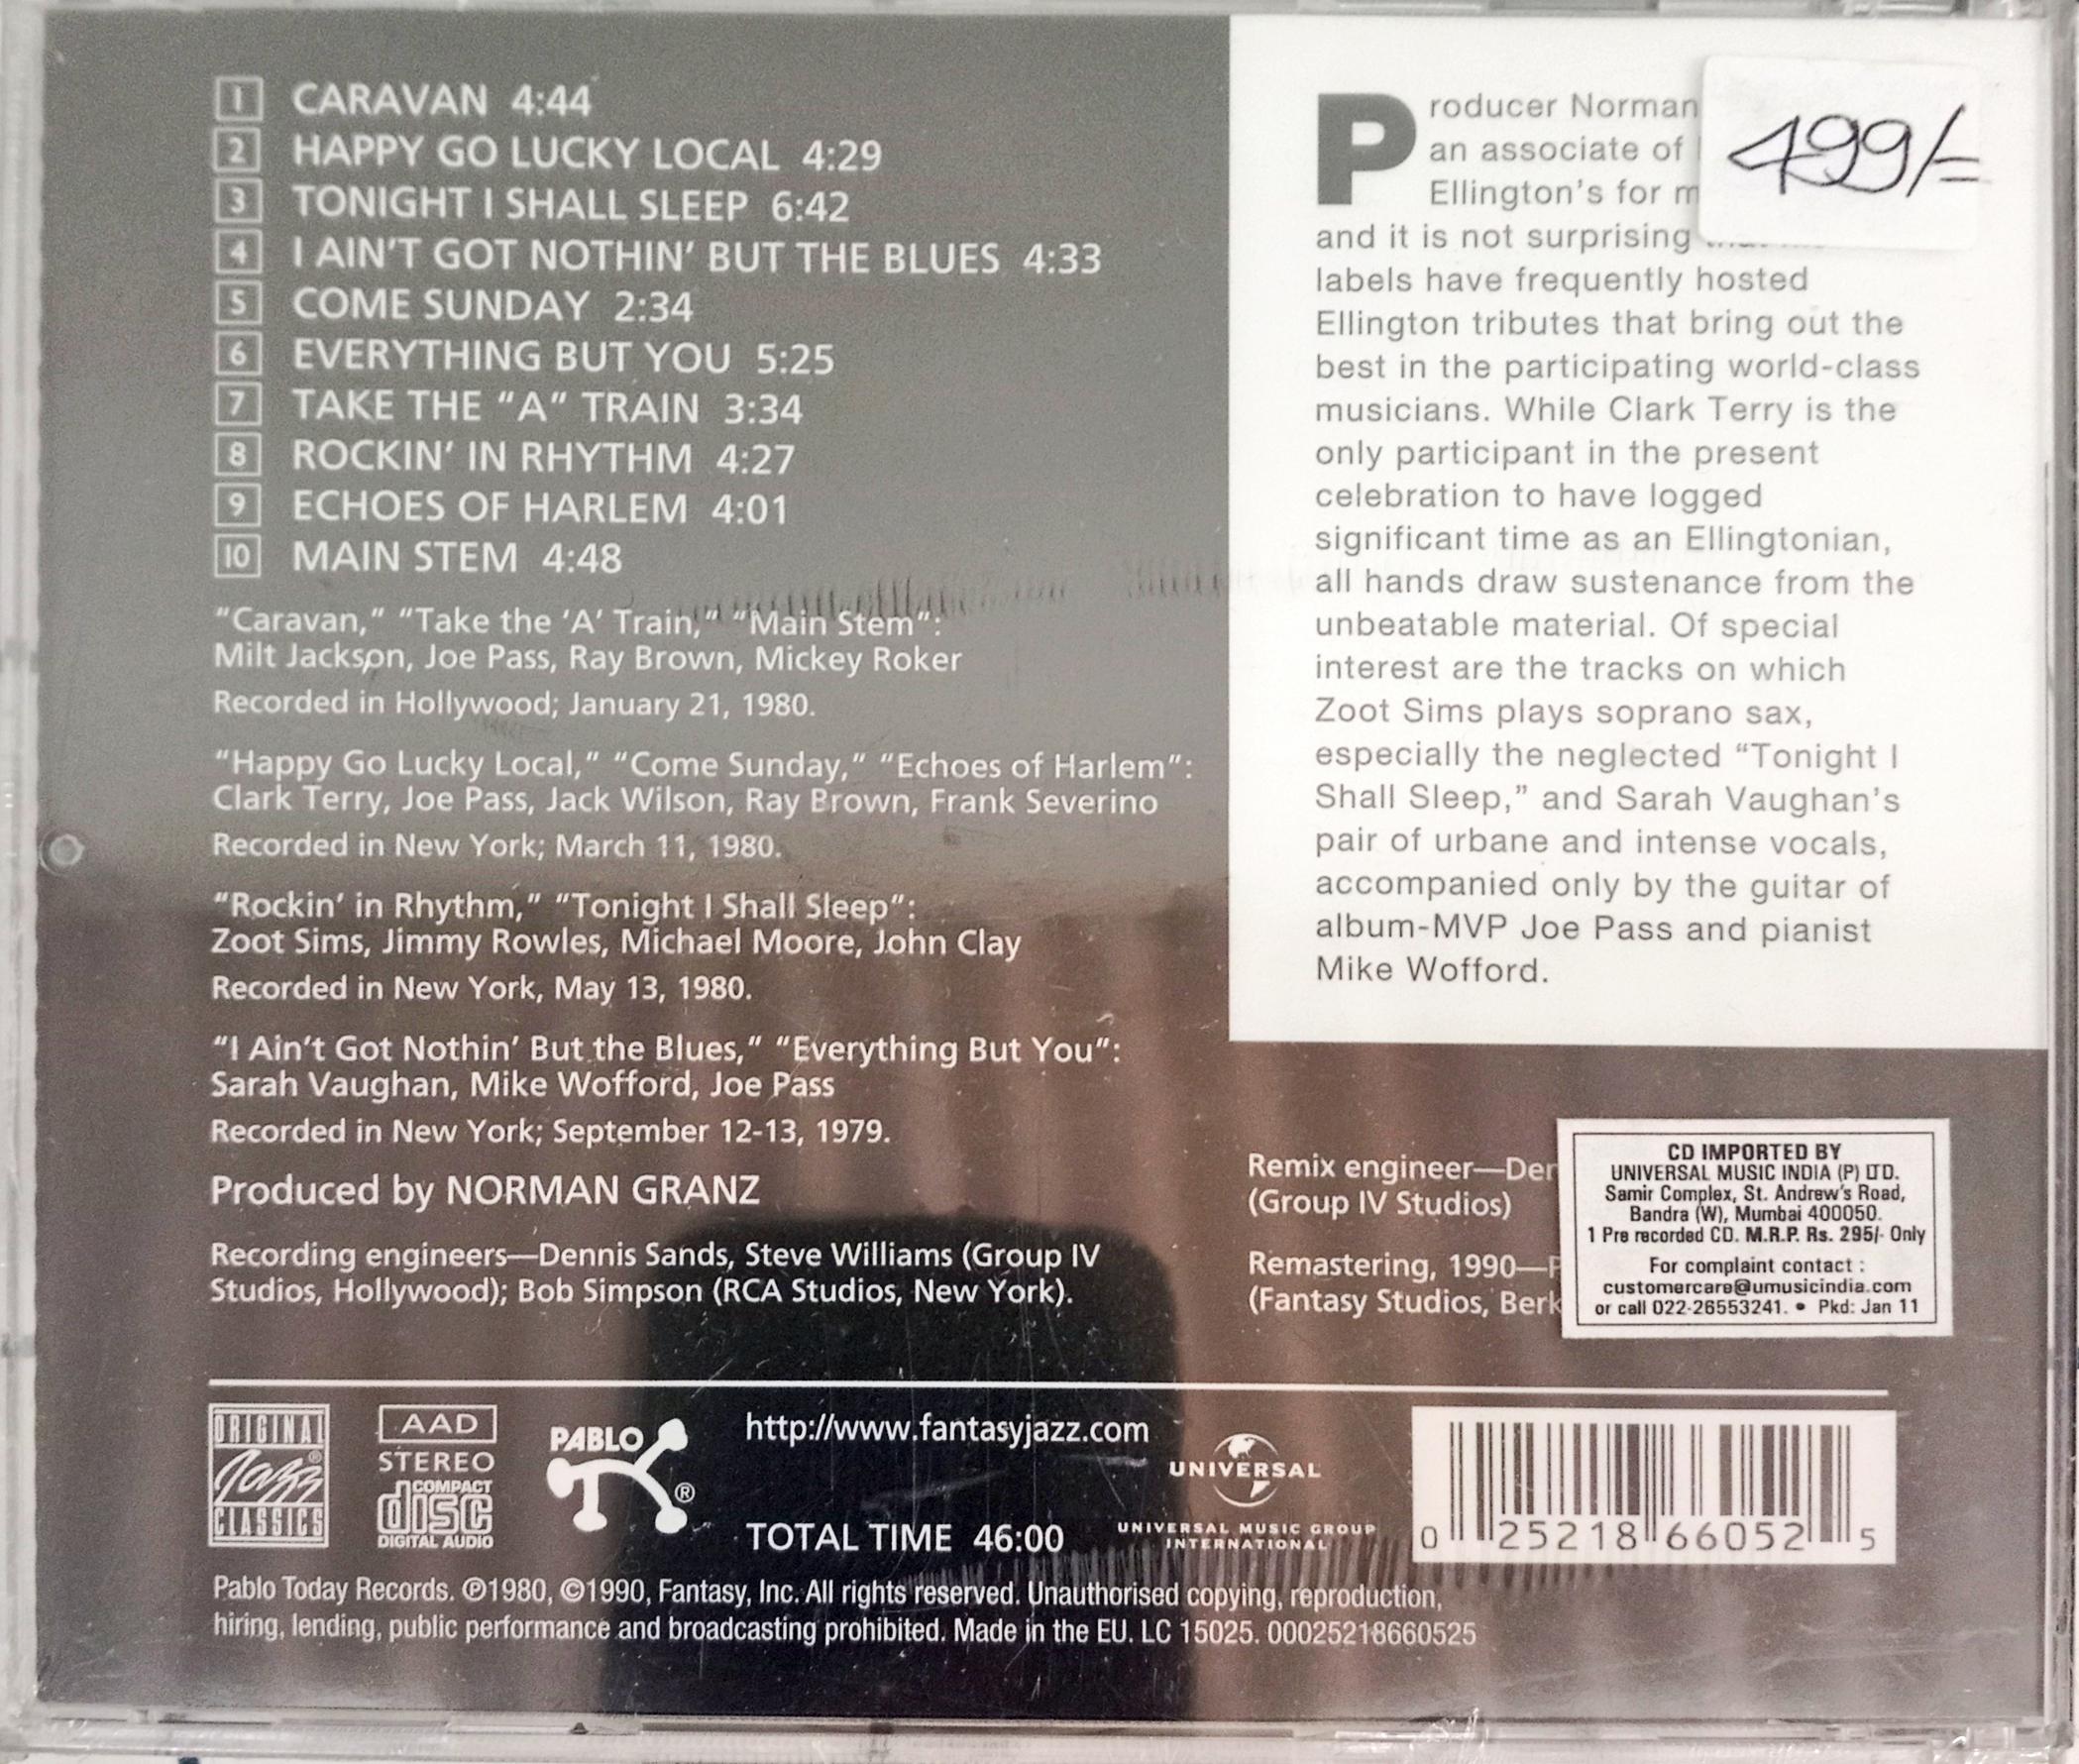 1 CARAVAN 4:44
2 HAPPY GO LUCKY LOCAL 4:29
3 TONIGHT I SHALL SLEEP 6:42
4 I AIN'T GOT NOTHIN' BUT THE BLUES 4:33
5 COME SUNDAY 2:34
6 EVERYTHING BUT YOU 5:25
7 TAKE THE “A” TRAIN 3:34
8 ROCKIN' IN RHYTHM 4:27
9 ECHOES OF HARLEM 4:01
10 MAIN STEM 4:48
“Caravan,” “Take the ‘A’ Train,” “Main Stem”:
Milt Jackson, Joe Pass, Ray Brown, Mickey Roker
Recorded in Hollywood; January 21, 1980.
“Happy Go Lucky Local,” “Come Sunday,” “Echoes of Harlem”:
Clark Terry, Joe Pass, Jack Wilson, Ray Brown, Frank Severino
Recorded in New York; March 11, 1980.
“Rockin’ in Rhythm,” “Tonight I Shall Sleep”:
Zoot Sims, Jimmy Rowles, Michael Moore, John Clay
Recorded in New York, May 13, 1980.
“I Ain’t Got Nothin’ But the Blues,” “Everything But You”:
Sarah Vaughan, Mike Wofford, Joe Pass
Recorded in New York; September 12-13, 1979.
Produced by NORMAN GRANZ
Recording engineers—Dennis Sands, Steve Williams (Group IV
Studios, Hollywood); Bob Simpson (RCA Studios, New York).
Producer Norman
an associate of
Ellington's for
and it is not surprising
labels have frequently hosted
Ellington tributes that bring out the
best in the participating world-class
musicians. While Clark Terry is the
only participant in the present
celebration to have logged
significant time as an Ellingtonian,
all hands draw sustenance from the
unbeatable material. Of special
interest are the tracks on which
Zoot Sims plays soprano sax,
especially the neglected “Tonight I
Shall Sleep,” and Sarah Vaughan's
pair of urbane and intense vocals,
accompanied only by the guitar of
album-MVP Joe Pass and pianist
Mike Wofford.
499/=
Remix engineer—
(Group IV Studios)
Remastering, 1990—
(Fantasy Studios,
CD IMPORTED BY
UNIVERSAL MUSIC INDIA (P) LTD.
Samir Complex, St. Andrew's Road,
Bandra (W), Mumbai 400050.
1 Pre recorded CD. M.R.P. Rs. 295/- Only
For complaint contact :
customercare@umusicindia.com
or call 022-26553241. • Pkd: Jan 11
ORIGINAL
Jazz ®
CLASSICS
AAD
STEREO
COMPACT
disc
DIGITAL AUDIO
PABLO ®
http://www.fantasyjazz.com
TOTAL TIME 46:00
UNIVERSAL
UNIVERSAL MUSIC GROUP
INTERNATIONAL
0 25218 66052 5
Pablo Today Records. ℗1980, ©1990, Fantasy, Inc. All rights reserved. Unauthorised copying, reproduction,
hiring, lending, public performance and broadcasting prohibited. Made in the EU. LC 15025. 00025218660525